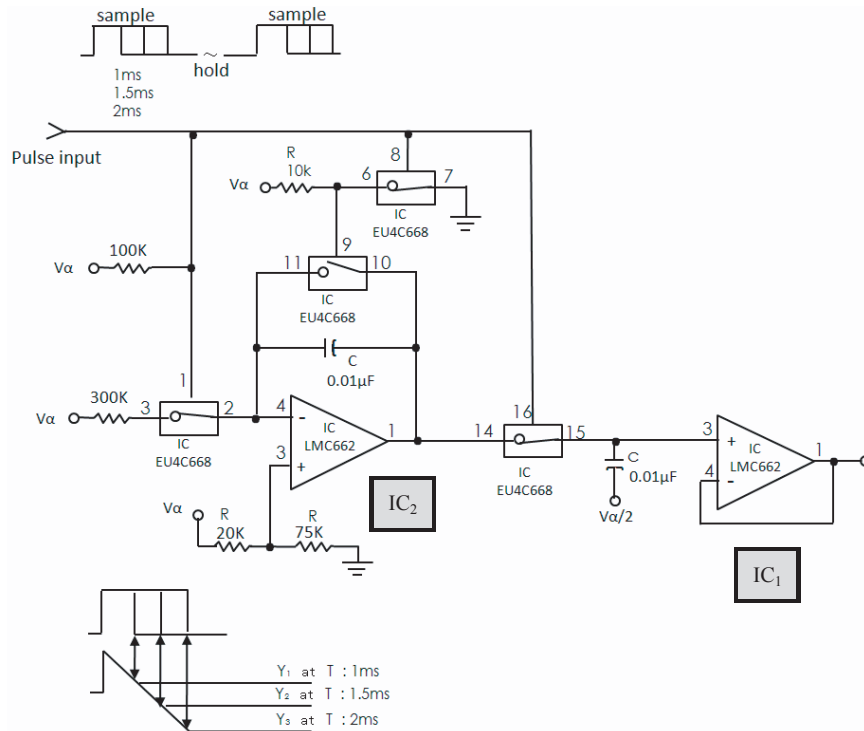 sample
sample
hold
1ms
1.5ms
2ms
Pulse input
R
10k
Vα
6
8
7
IC
EU4C668
9
11
10
IC
EU4C668
100K
Vα
C
0.01µF
1
300K
Vα
3
2
IC
EU4C668
4
3
-
+
IC
LMC662
1
IC₂
14
16
15
IC
EU4C668
C
0.01µF
Vα/2
3
4
+
-
IC
LMC662
1
IC₁
Vα
R
20K
R
75K
Y₁ at T : 1ms
Y₂ at T : 1.5ms
Y₃ at T : 2ms